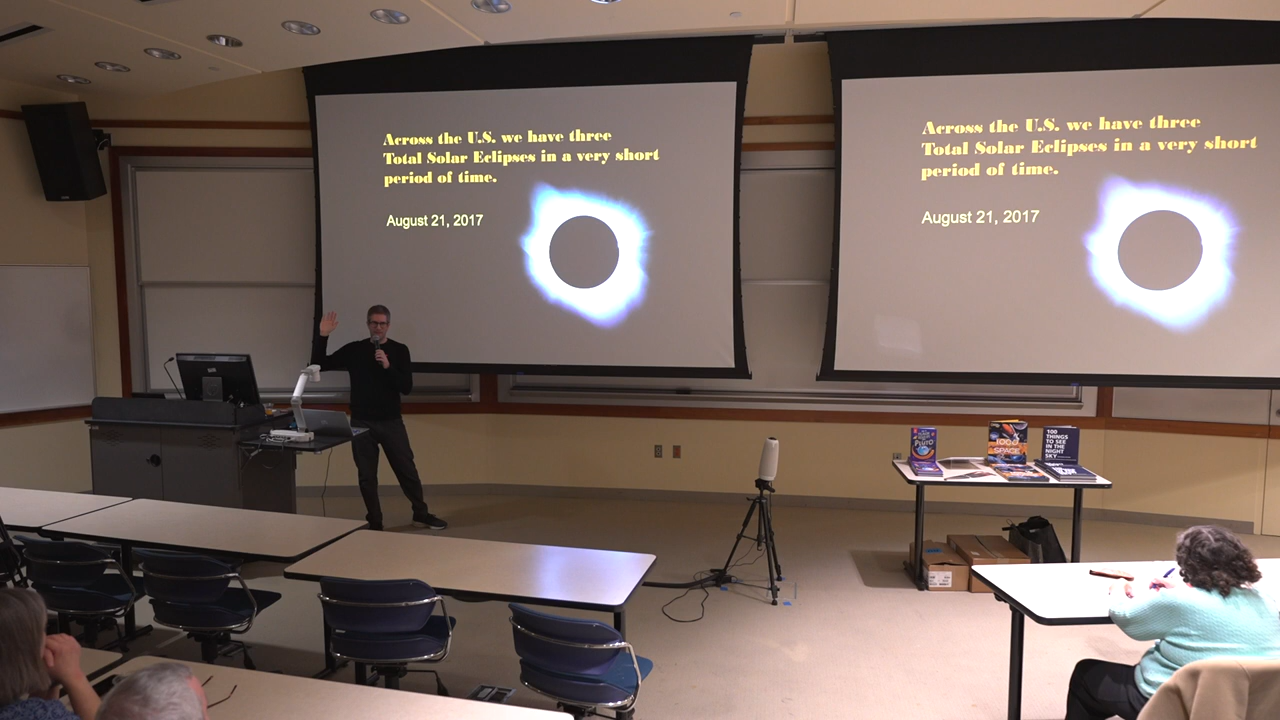 Across the U.S. we have three
Total Solar Eclipses in a very short
period of time.
August 21, 2017
Across the U.S. we have three
Total Solar Eclipses in a very short
period of time.
August 21, 2017
PLUTO
1000
SPACE
100
THINGS
TO SEE
IN THE
NIGHT
SKY